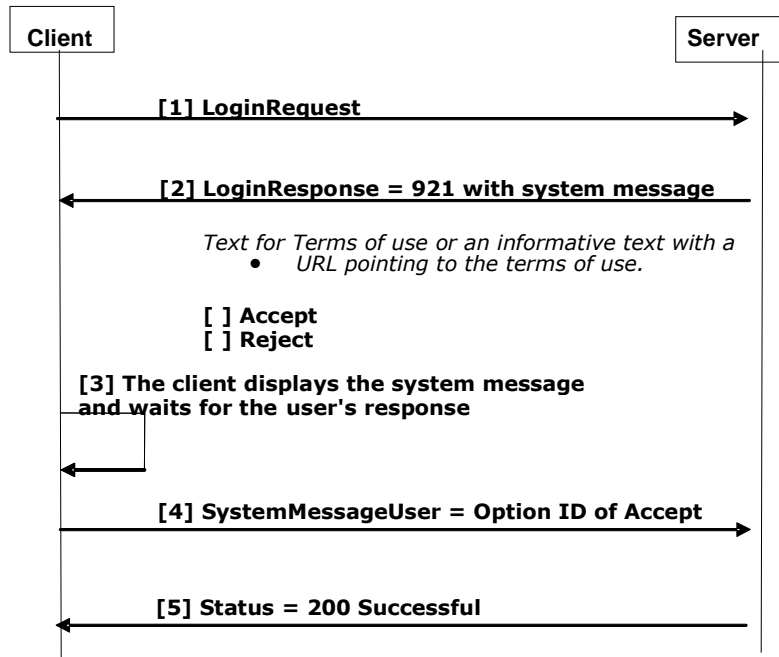 Client
Server
[1] LoginRequest
[2] LoginResponse = 921 with system message
Text for Terms of use or an informative text with a
• URL pointing to the terms of use.
[ ] Accept
[ ] Reject
[3] The client displays the system message
and waits for the user's response
[4] SystemMessageUser = Option ID of Accept
[5] Status = 200 Successful